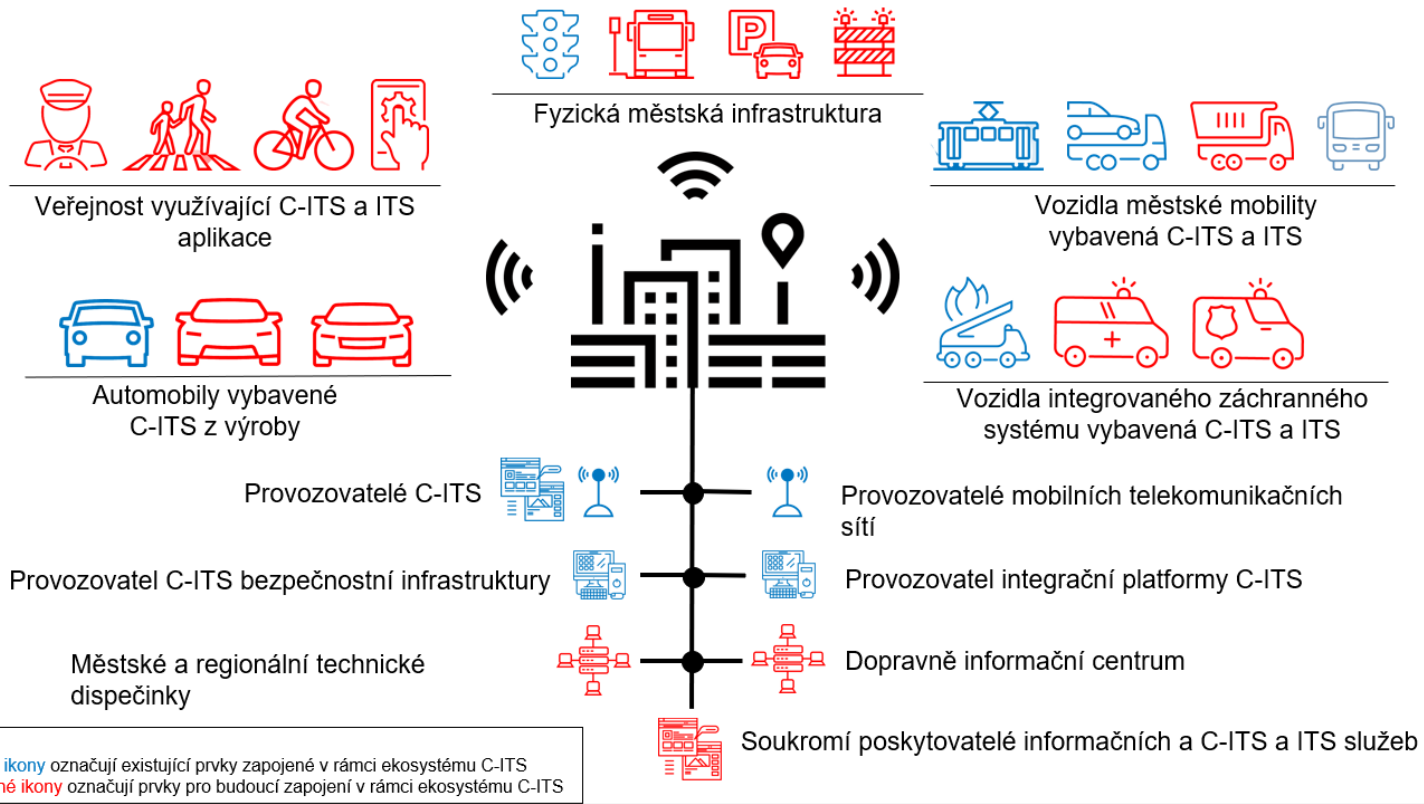 Fyzická městská infrastruktura
Veřejnost využívající C-ITS a ITS
aplikace
Vozidla městské mobility
vybavená C-ITS a ITS
Automobily vybavené
C-ITS z výroby
Vozidla integrovaného záchranného
systému vybavená C-ITS a ITS
Provozovatelé C-ITS
Provozovatelé mobilních telekomunikačních
sítí
Provozovatel C-ITS bezpečnostní infrastruktury
Provozovatel integrační platformy C-ITS
Městské a regionální technické
dispečinky
Dopravně informační centrum
Soukromí poskytovatelé informačních a C-ITS a ITS služeb
ikony označují existující prvky zapojené v rámci ekosystému C-ITS
né ikony označují prvky pro budoucí zapojení v rámci ekosystému C-ITS